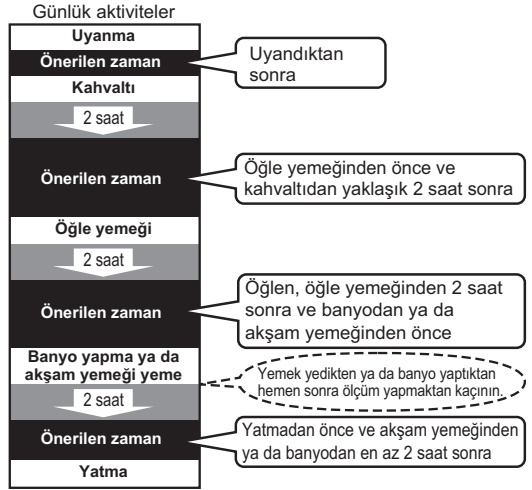 Günlük aktiviteler
Uyanma
Önerilen zaman
Uyandıktan
sonra
Kahvaltı
2 saat
Önerilen zaman
Öğle yemeğinden önce ve
kahvaltıdan yaklaşık 2 saat sonra
Öğle yemeği
2 saat
Önerilen zaman
Öğlen, öğle yemeğinden 2 saat
sonra ve banyodan ya da
akşam yemeğinden önce
Banyo yapma ya da
akşam yemeği yeme
Yemek yedikten ya da banyo yaptıktan
hemen sonra ölçüm yapmaktan kaçının.
2 saat
Önerilen zaman
Yatmadan önce ve akşam yemeğinden
ya da banyodan en az 2 saat sonra
Yatma